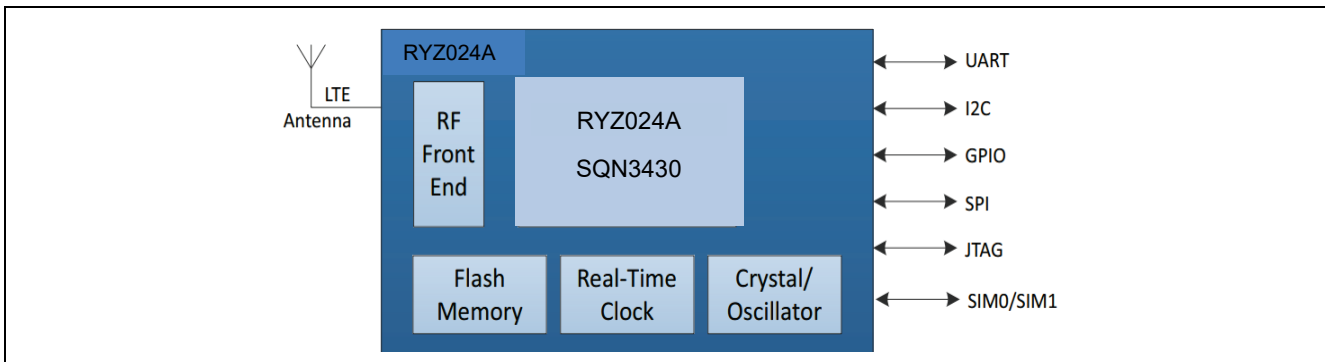 RYZ024A
LTE
Antenna
RF
Front
End
RYZ024A
SQN3430
Flash
Memory
Real-Time
Clock
Crystal/
Oscillator
UART
I2C
GPIO
SPI
JTAG
SIM0/SIM1